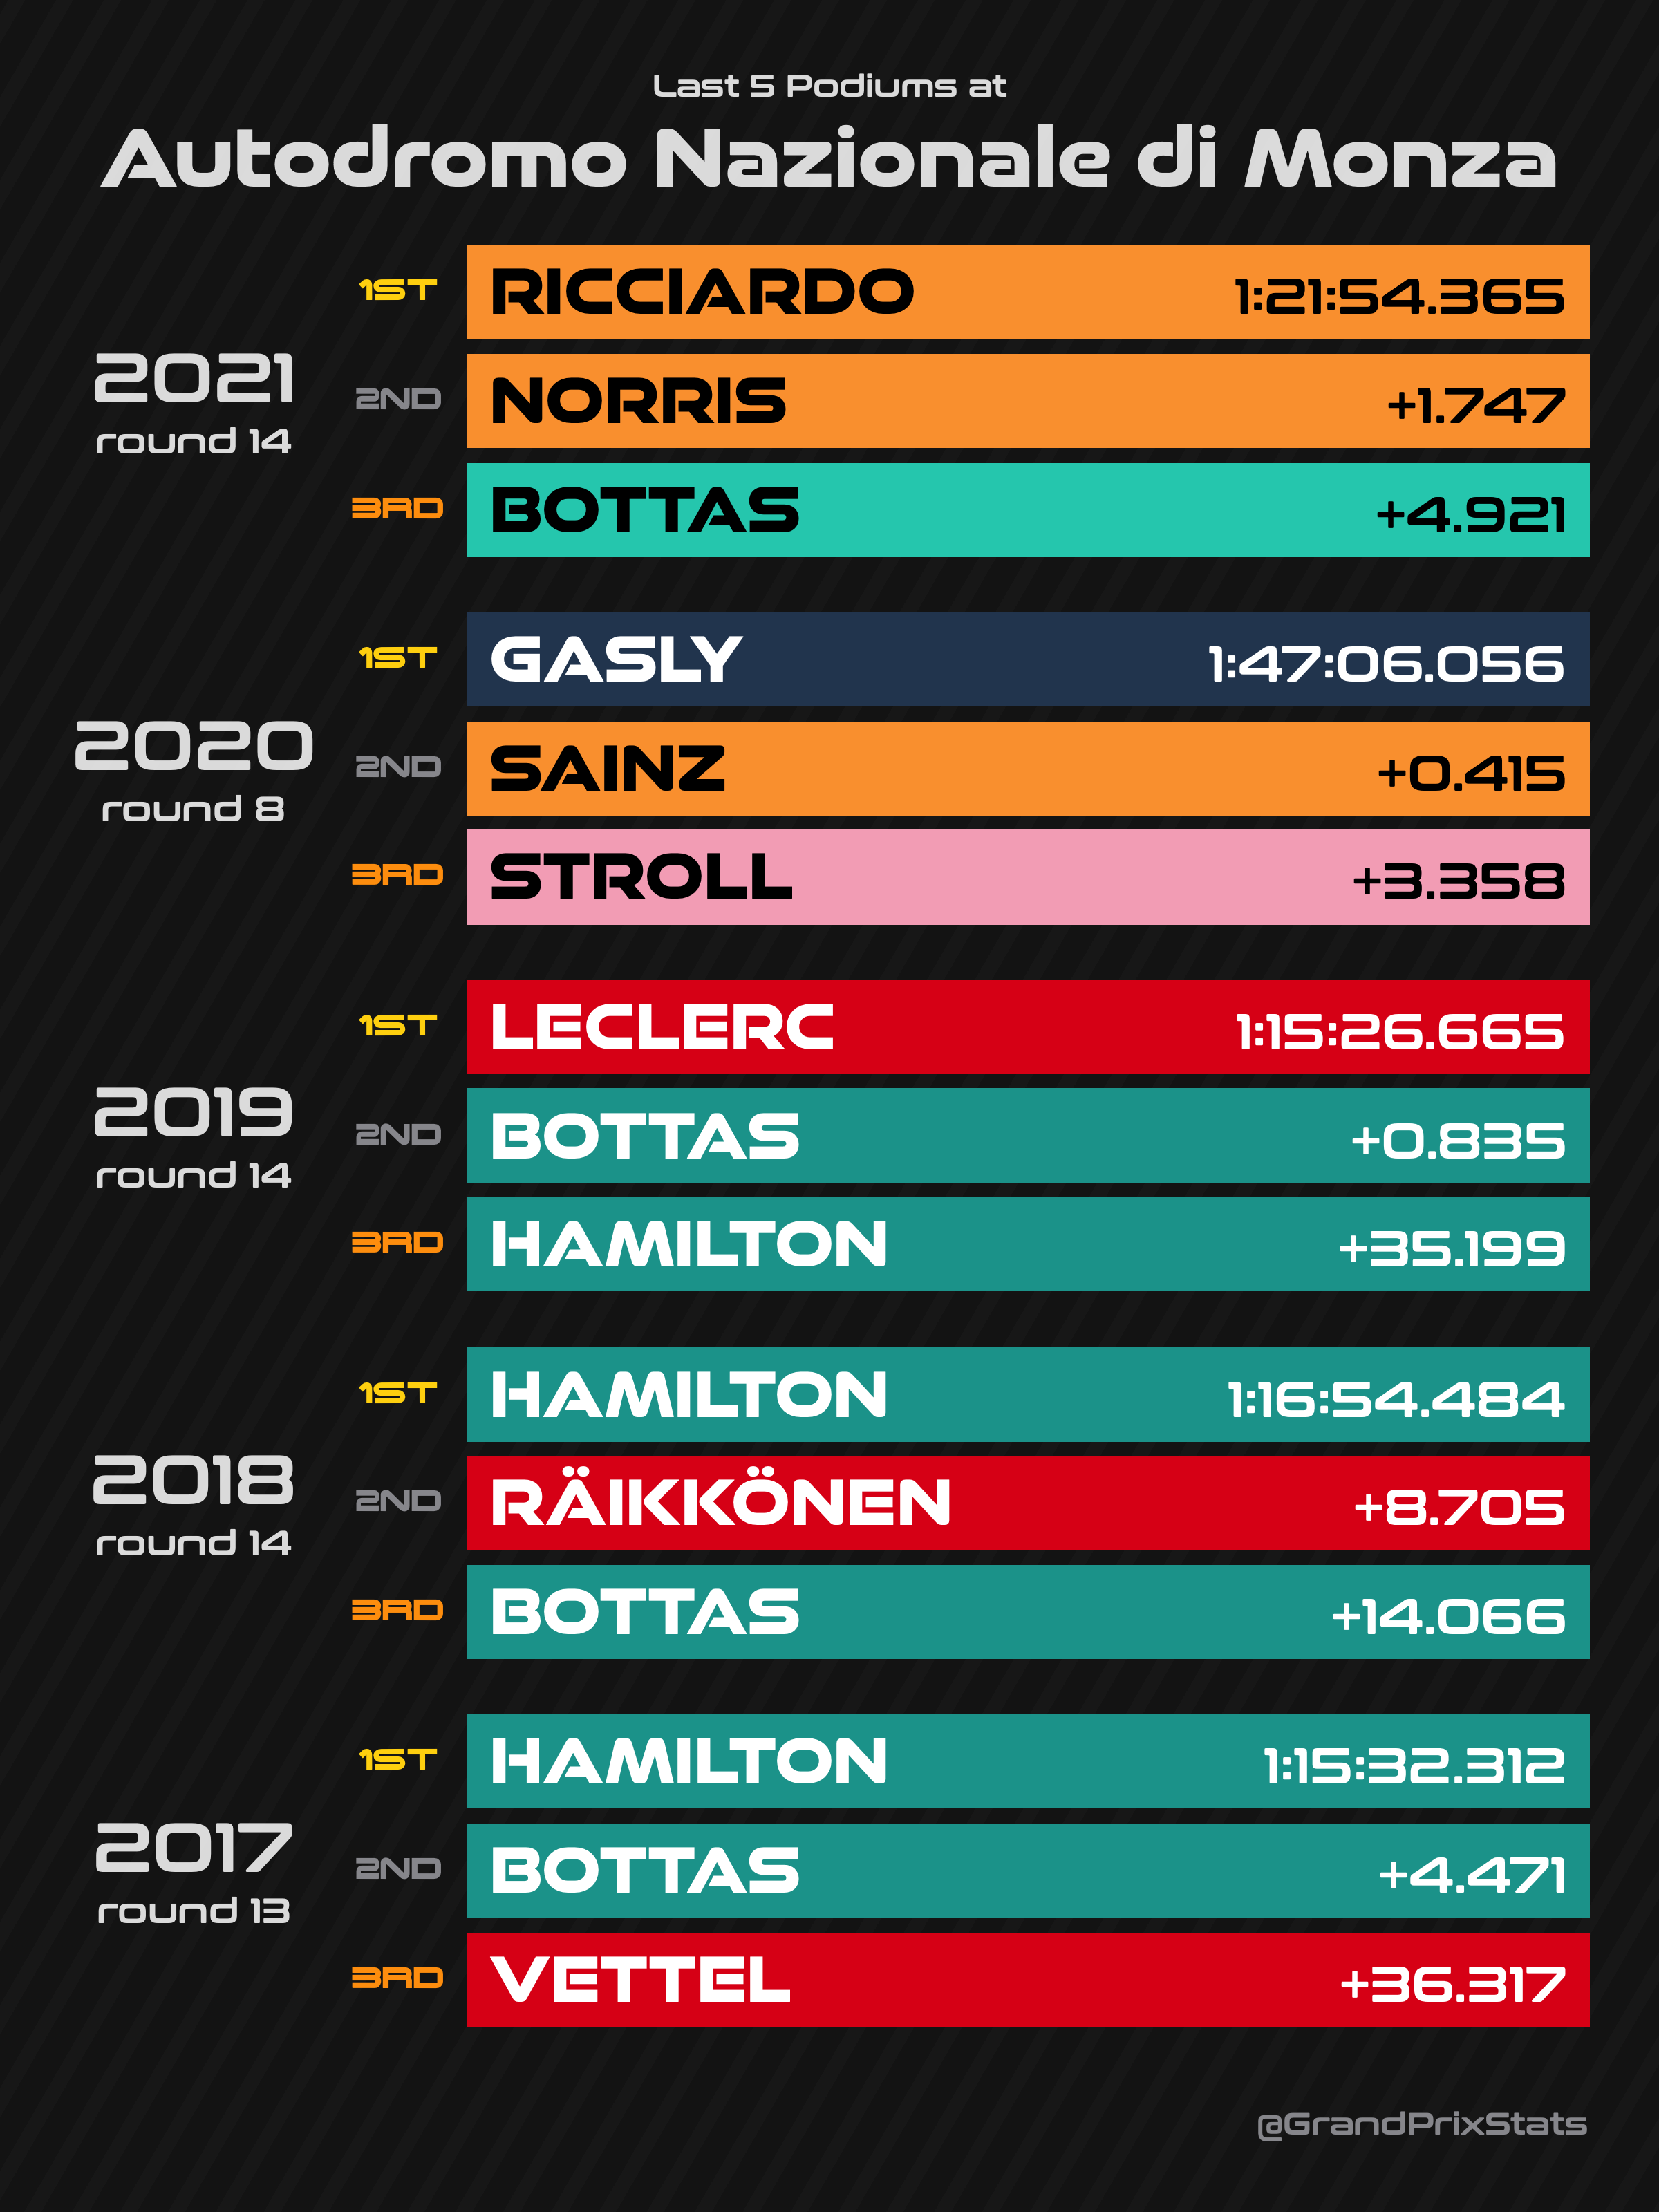 Last 5 Podiums at
Autodromo Nazionale di Monza
2021
round 14
1ST RICCIARDO 1:21:54.365
2ND NORRIS +1.747
3RD BOTTAS +4.921
2020
round 8
1ST GASLY 1:47:06.056
2ND SAINZ +0.415
3RD STROLL +3.358
2019
round 14
1ST LECLERC 1:15:26.665
2ND BOTTAS +0.835
3RD HAMILTON +35.199
2018
round 14
1ST HAMILTON 1:16:54.484
2ND RÄIKKÖNEN +8.705
3RD BOTTAS +14.066
2017
round 13
1ST HAMILTON 1:15:32.312
2ND BOTTAS +4.471
3RD VETTEL +36.317
@GrandPrixStats